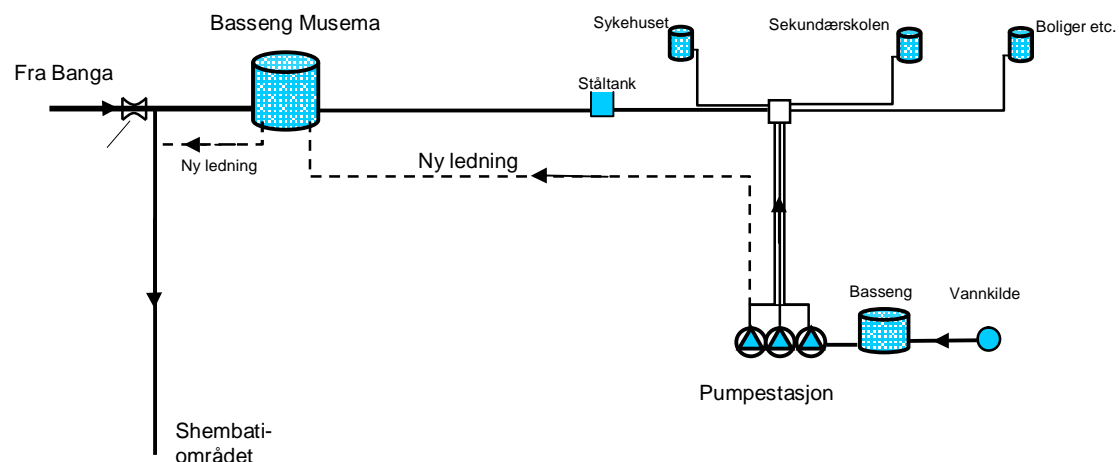 Basseng Musema
Sykehuset
Sekundærskolen
Boliger etc.
Fra Banga
Ståltank
Ny ledning
Ny ledning
Basseng
Vannkilde
Pumpestasjon
Shembati-
området